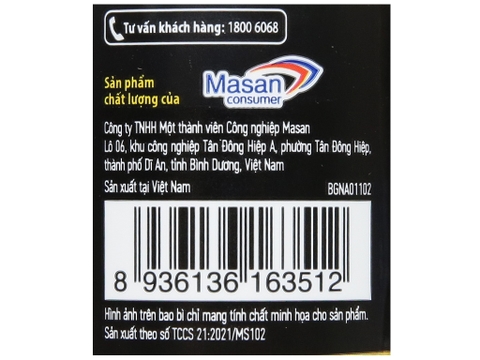 Tư vấn khách hàng: 1800 6068
Sản phẩm
chất lượng của
Masan
consumer
Công ty TNHH Một thành viên Công nghiệp Masan
Lô 06, khu công nghiệp Tân Đông Hiệp A, phường Tân Đông Hiệp,
thành phố Dĩ An, tỉnh Bình Dương, Việt Nam
Sản xuất tại Việt Nam BGNA01102
8 936136 163512
Hình ảnh trên bao bì chỉ mang tính chất minh họa cho sản phẩm.
Sản xuất theo số TCCS 21:2021/MS102